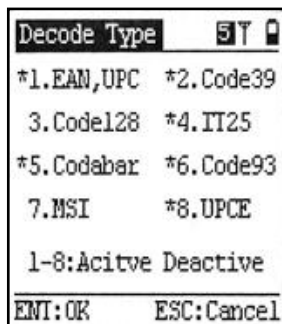 Decode Type 5
*1.EAN,UPC *2.Code39
3.Code128 *4.IT25
*5.Codabar *6.Code93
7.MSI *8.UPCE
1-8:Acitve Deactive
ENT:OK ESC:Cancel